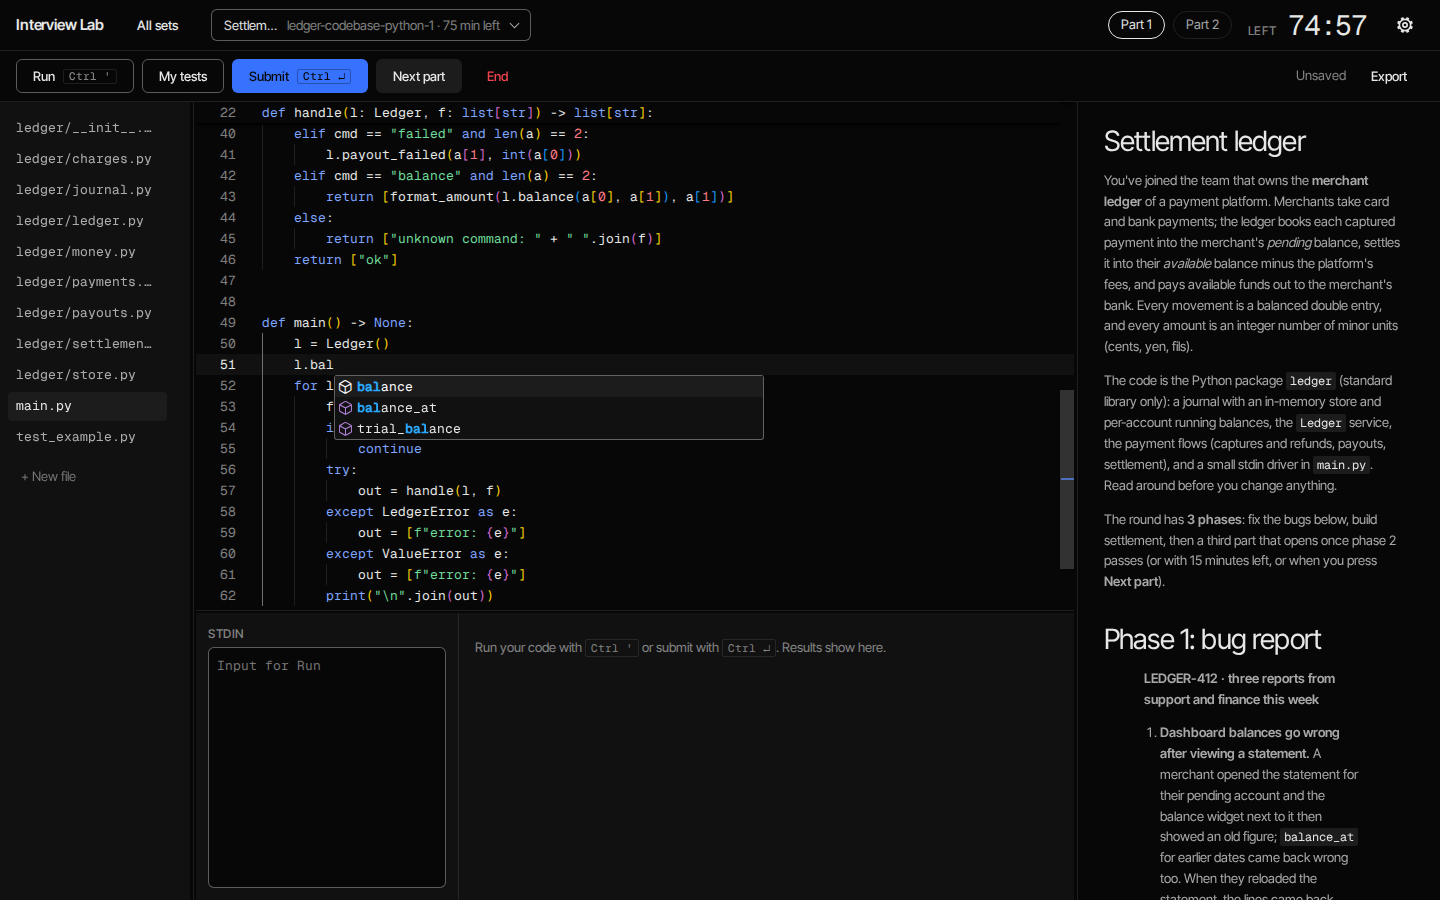 Interview Lab
All sets
Settlem... ledger-codebase-python-1 · 75 min left
Part 1
Part 2
LEFT 74:57
Run Ctrl '
My tests
Submit Ctrl ↵
Next part
End
Unsaved
Export
ledger/__init__.…
ledger/charges.py
ledger/journal.py
ledger/ledger.py
ledger/money.py
ledger/payments.…
ledger/payouts.py
ledger/settlemen…
ledger/store.py
main.py
test_example.py
+ New file
22 def handle(l: Ledger, f: list[str]) -> list[str]:
40 elif cmd == "failed" and len(a) == 2:
41 l.payout_failed(a[1], int(a[0]))
42 elif cmd == "balance" and len(a) == 2:
43 return [format_amount(l.balance(a[0], a[1]), a[1])]
44 else:
45 return ["unknown command: " + " ".join(f)]
46 return ["ok"]
47
48
49 def main() -> None:
50 l = Ledger()
51 l.bal
52 for l
53 f
54 i
55 continue
56 try:
57 out = handle(l, f)
58 except LedgerError as e:
59 out = [f"error: {e}"]
60 except ValueError as e:
61 out = [f"error: {e}"]
62 print("\n".join(out))
balance
balance_at
trial_balance
STDIN
Input for Run
Run your code with Ctrl ' or submit with Ctrl ↵. Results show here.
Settlement ledger
You've joined the team that owns the merchant
ledger of a payment platform. Merchants take card
and bank payments; the ledger books each captured
payment into the merchant's pending balance, settles
it into their available balance minus the platform's
fees, and pays available funds out to the merchant's
bank. Every movement is a balanced double entry,
and every amount is an integer number of minor units
(cents, yen, fils).
The code is the Python package ledger (standard
library only): a journal with an in-memory store and
per-account running balances, the Ledger service,
the payment flows (captures and refunds, payouts,
settlement), and a small stdin driver in main.py.
Read around before you change anything.
The round has 3 phases: fix the bugs below, build
settlement, then a third part that opens once phase 2
passes (or with 15 minutes left, or when you press
Next part).
Phase 1: bug report
LEDGER-412 · three reports from
support and finance this week
1. Dashboard balances go wrong
after viewing a statement. A
merchant opened the statement for
their pending account and the
balance widget next to it then
showed an old figure; balance_at
for earlier dates came back wrong
too. When they reloaded the
statement, the lines came back